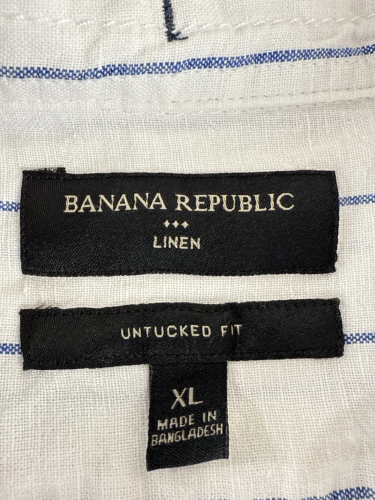 BANANA REPUBLIC
LINEN
UNTUCKED FIT
XL
MADE IN
BANGLADESH